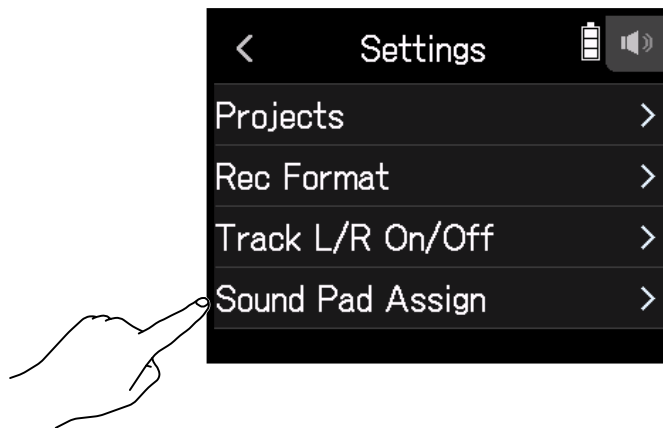 Settings
Projects
Rec Format
Track L/R On/Off
Sound Pad Assign